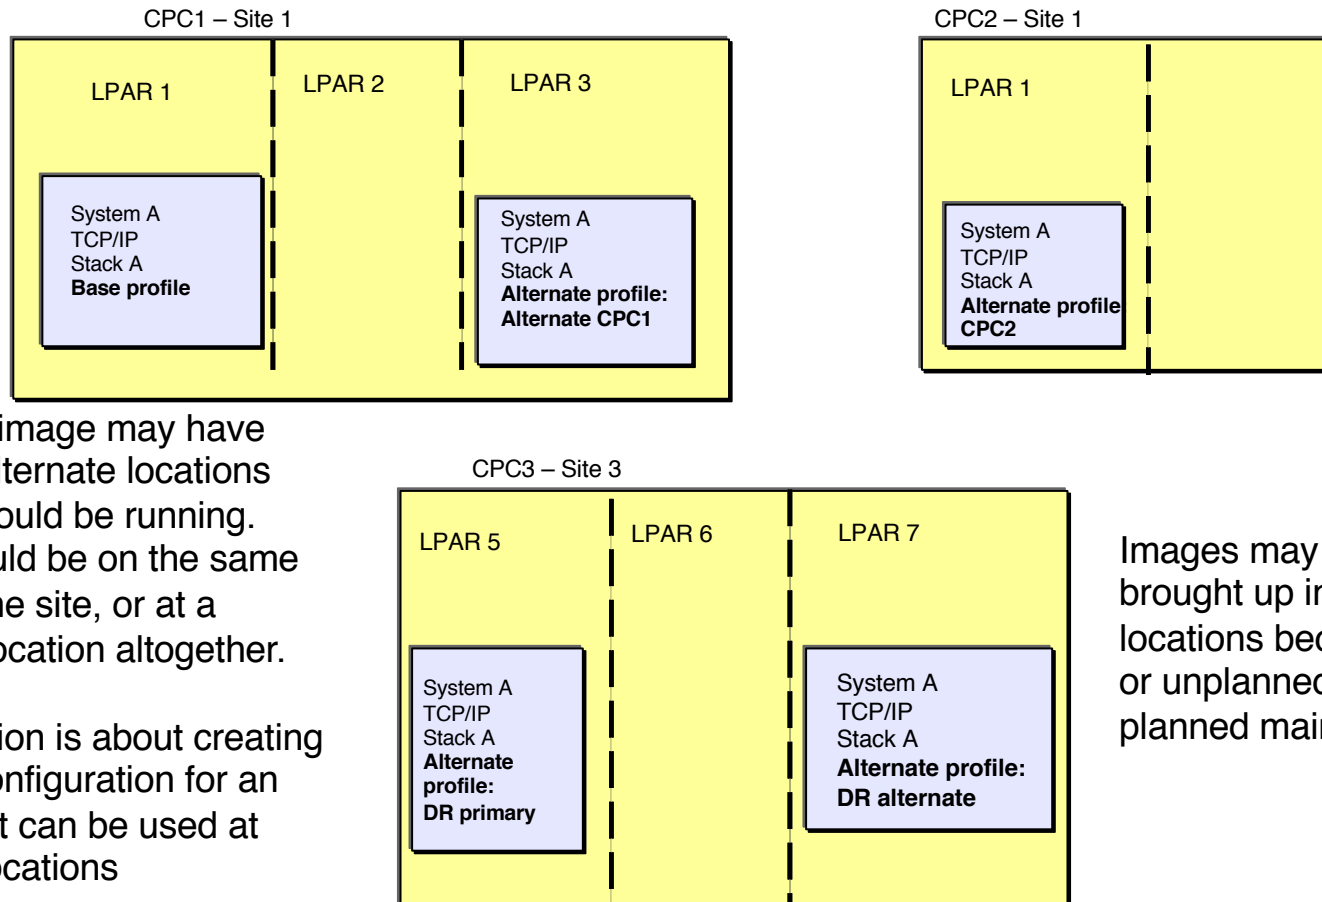 CPC1 – Site 1
LPAR 1
LPAR 2
LPAR 3
System A
TCP/IP
Stack A
Base profile
System A
TCP/IP
Stack A
Alternate profile:
Alternate CPC1
CPC2 – Site 1
LPAR 1
System A
TCP/IP
Stack A
Alternate profile
CPC2
image may have
lternate locations
ould be running.
uld be on the same
ne site, or at a
ocation altogether.
tion is about creating
onfiguration for an
t can be used at
ocations
CPC3 – Site 3
LPAR 5
LPAR 6
LPAR 7
System A
TCP/IP
Stack A
Alternate
profile:
DR primary
System A
TCP/IP
Stack A
Alternate profile:
DR alternate
Images may
brought up in
locations bec
or unplanned
planned main